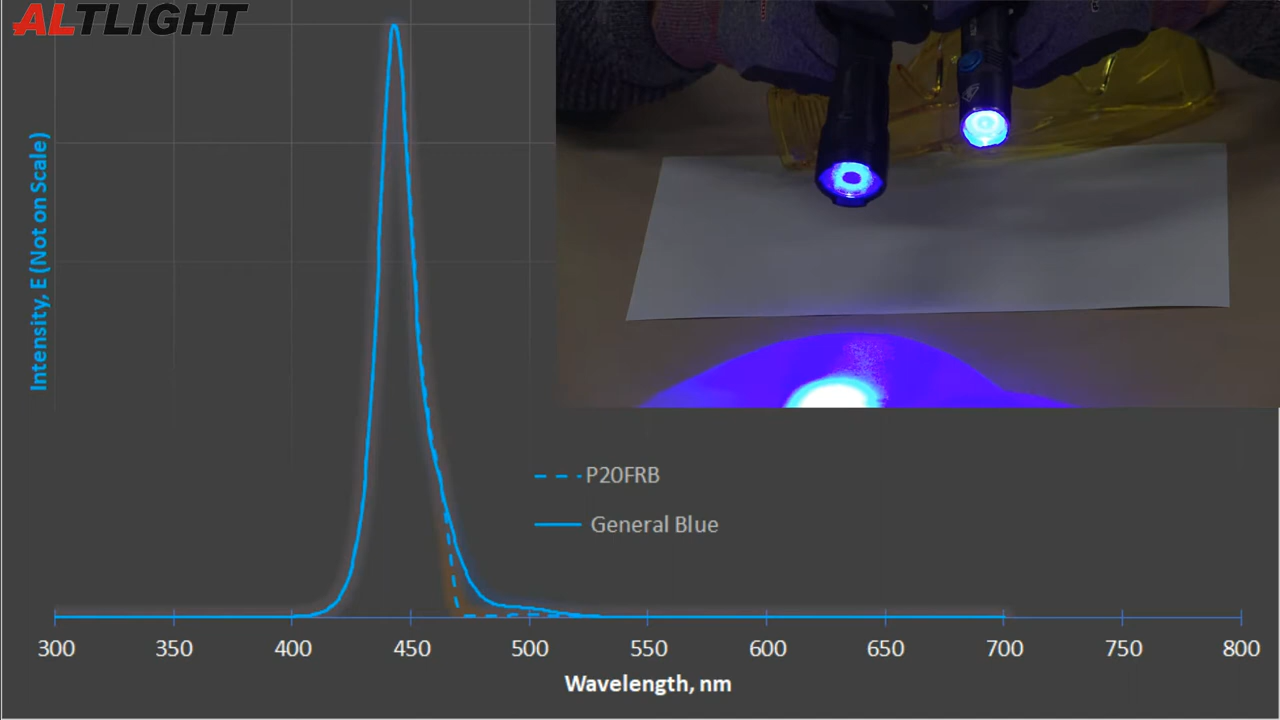 ALTLIGHT
Intensity, E (Not on Scale)
P20FRB
General Blue
300 350 400 450 500 550 600 650 700 750 800
Wavelength, nm